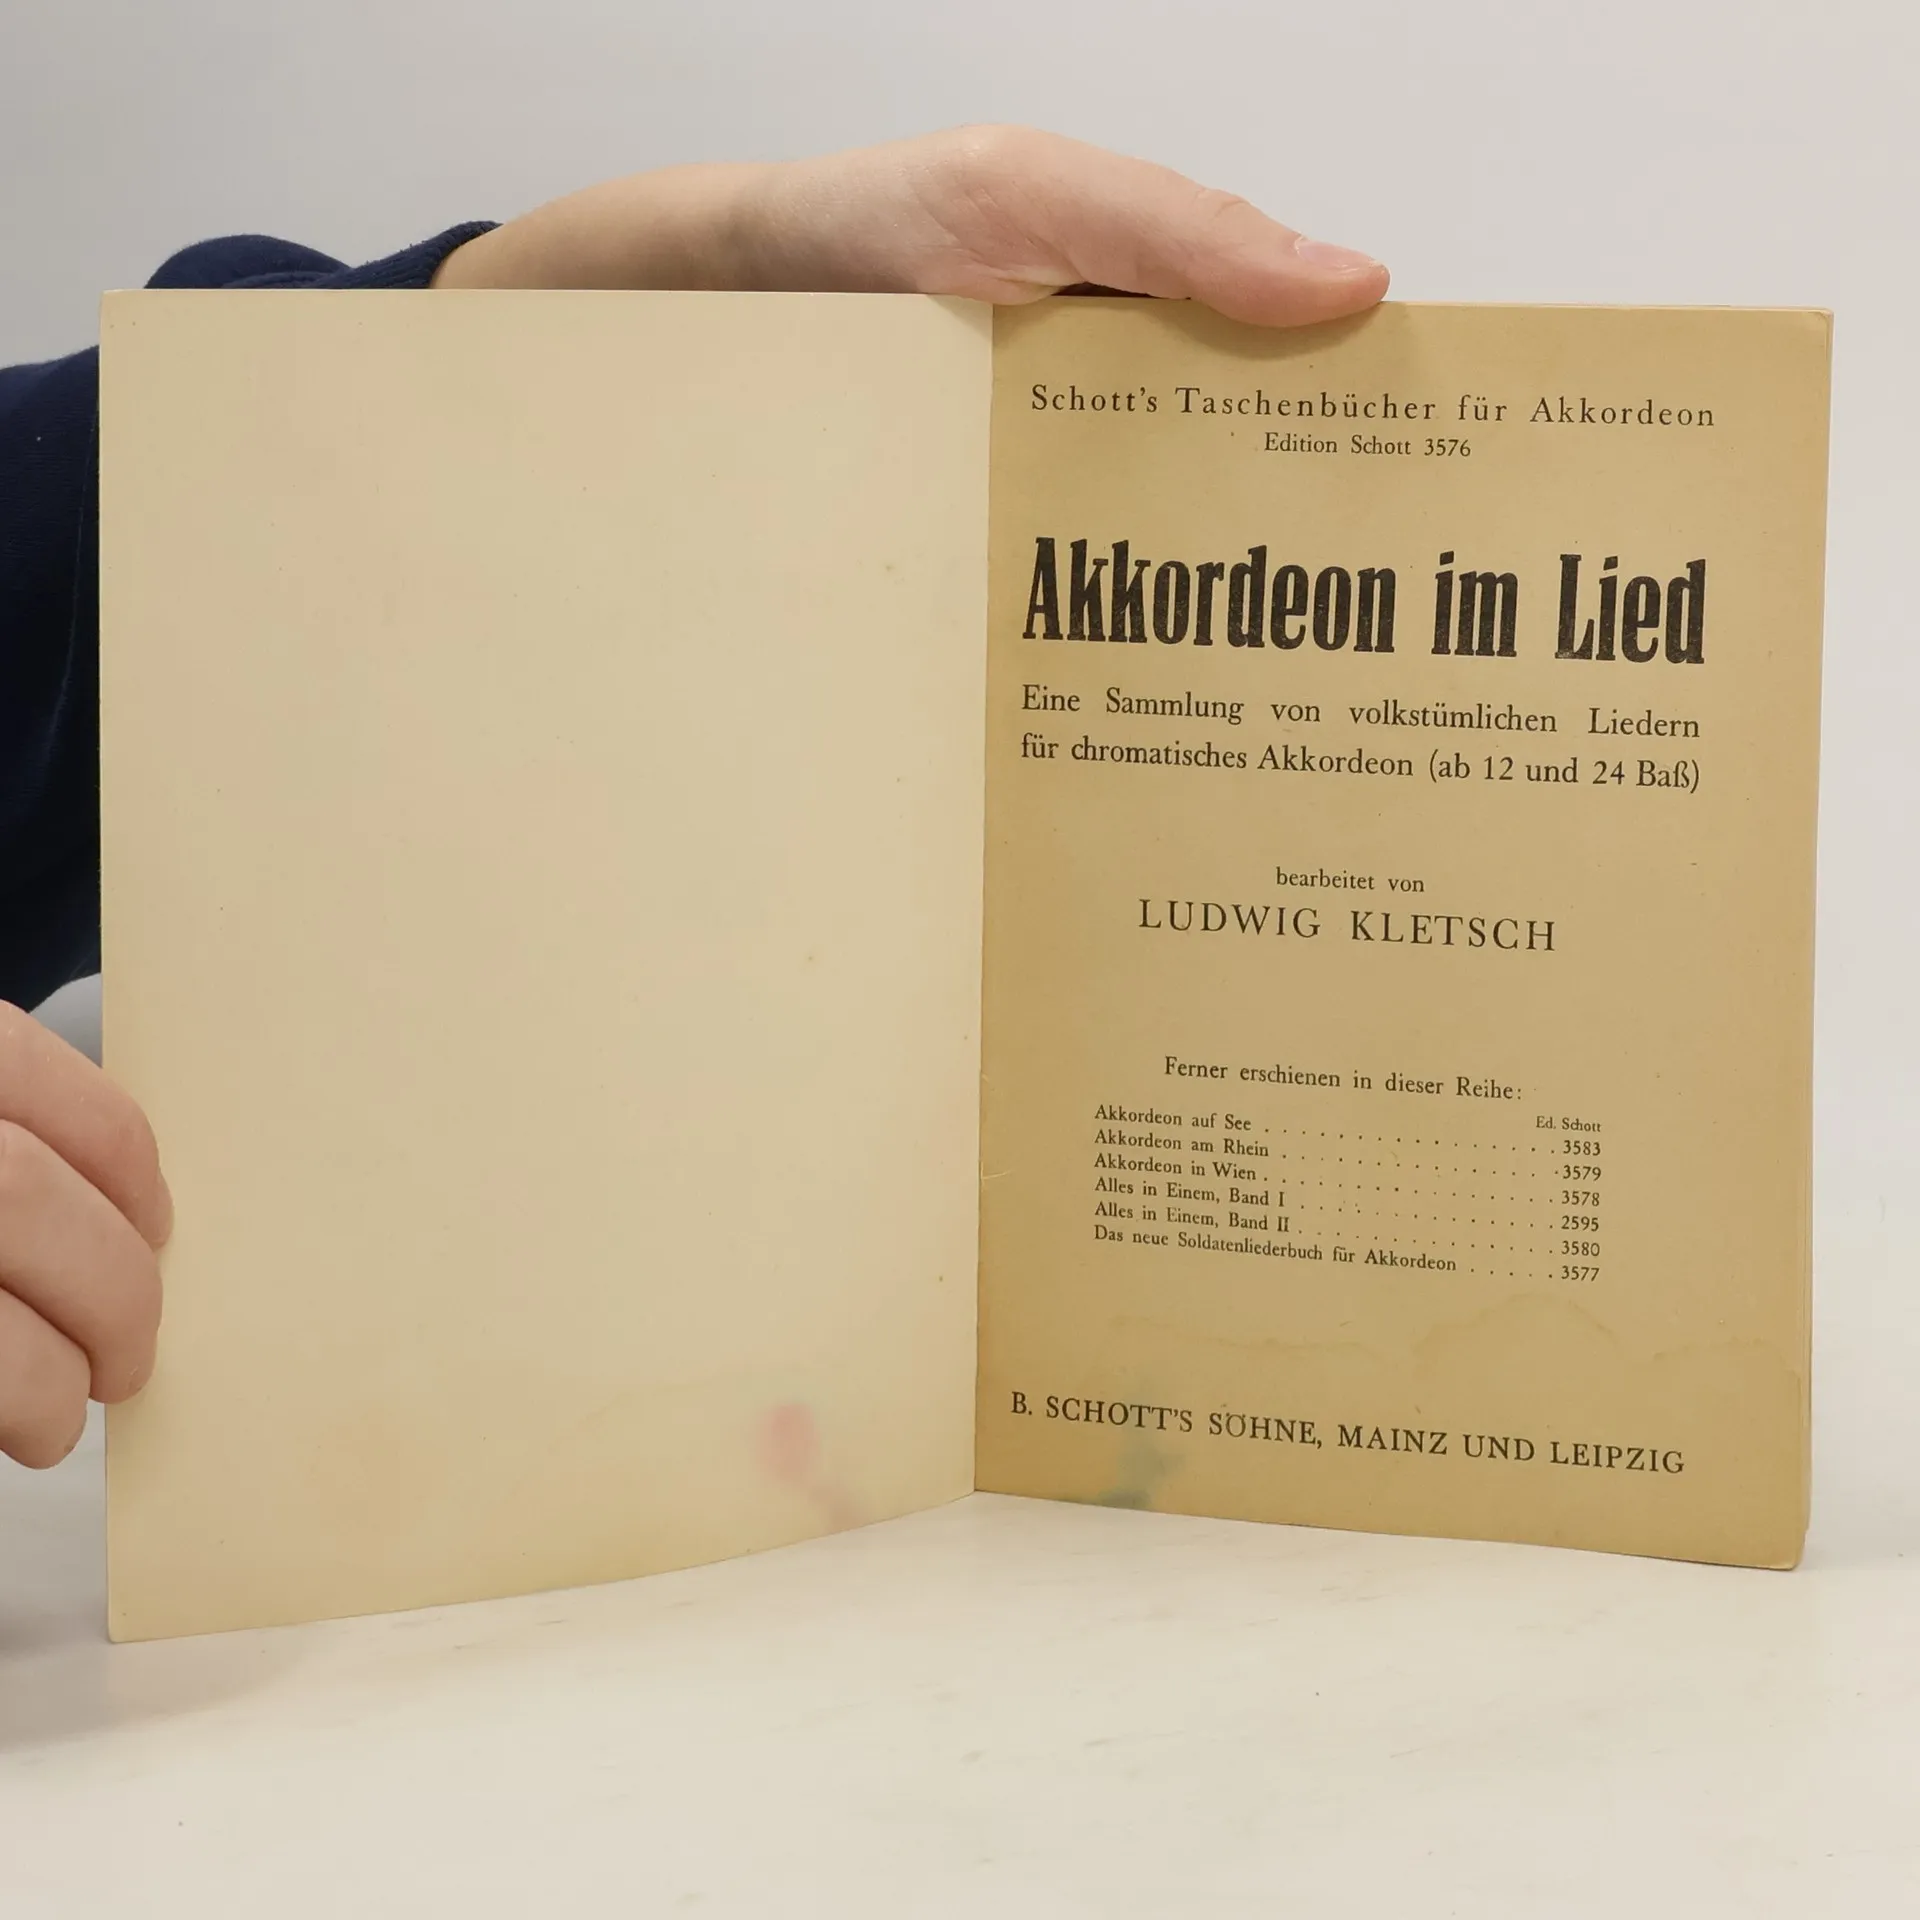 Schott's Taschenbücher für Akkordeon
Edition Schott 3576
Akkordeon im Lied
Eine Sammlung von volkstümlichen Liedern
für chromatisches Akkordeon (ab 12 und 24 Baß)
bearbeitet von
LUDWIG KLETSCH
Ferner erschienen in dieser Reihe:
Ed. Schott
Akkordeon auf See . . . . . . . . . . . . . . . . 3583
Akkordeon am Rhein . . . . . . . . . . . . . . . 3579
Akkordeon in Wien . . . . . . . . . . . . . . . . 3578
Alles in Einem, Band I . . . . . . . . . . . . . . 2595
Alles in Einem, Band II . . . . . . . . . . . . . . 3580
Das neue Soldatenliederbuch für Akkordeon . . . . . 3577
B. SCHOTT'S SÖHNE, MAINZ UND LEIPZIG